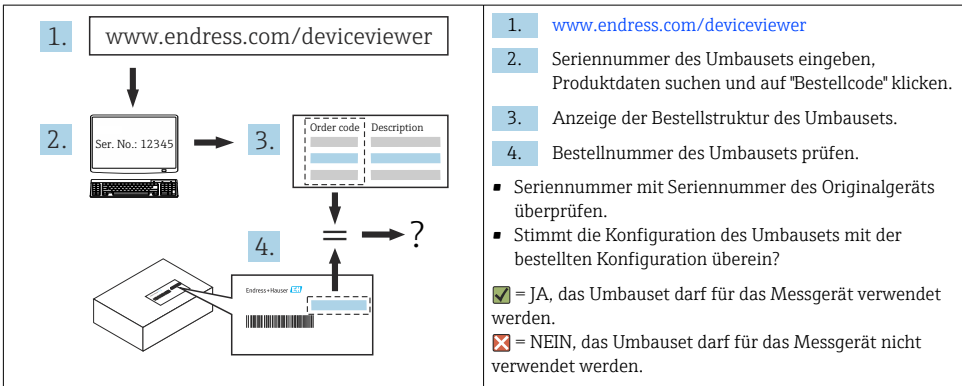 1.
www.endress.com/deviceviewer
2.
Ser. No.: 12345
3.
Order code
Description
4.
= ?
Endress+Hauser EH
1. www.endress.com/deviceviewer
2. Seriennummer des Umbausets eingeben,
Produktdaten suchen und auf "Bestellcode" klicken.
3. Anzeige der Bestellstruktur des Umbausets.
4. Bestellnummer des Umbausets prüfen.
▪ Seriennummer mit Seriennummer des Originalgeräts
überprüfen.
▪ Stimmt die Konfiguration des Umbausets mit der
bestellten Konfiguration überein?
= JA, das Umbauset darf für das Messgerät verwendet
werden.
= NEIN, das Umbauset darf für das Messgerät nicht
verwendet werden.